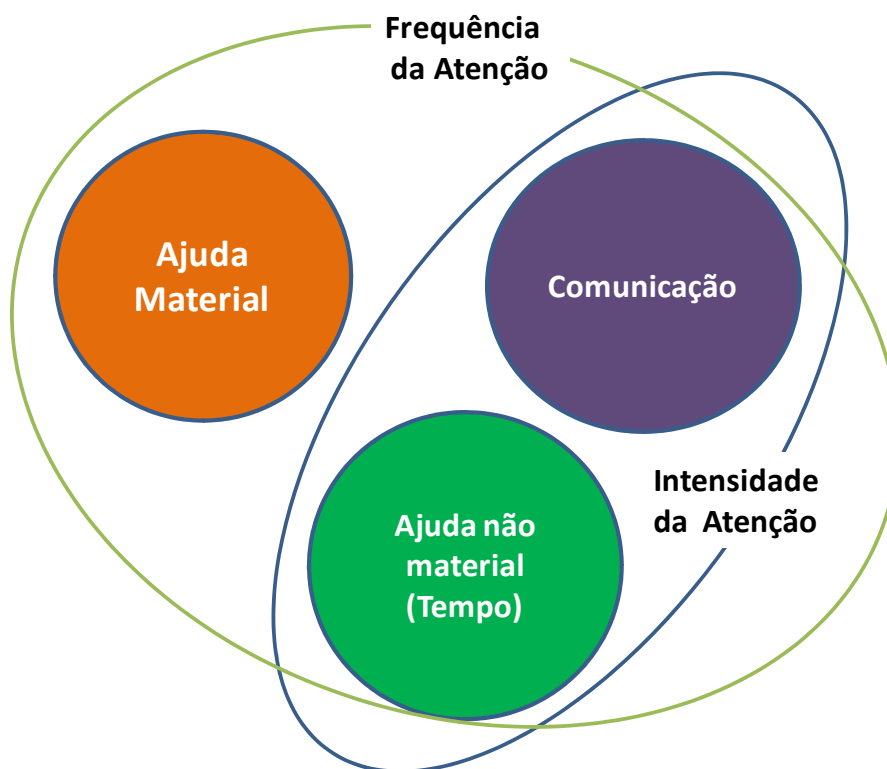 Frequência
da Atenção
Ajuda
Material
Comunicação
Intensidade
da Atenção
Ajuda não
material
(Tempo)